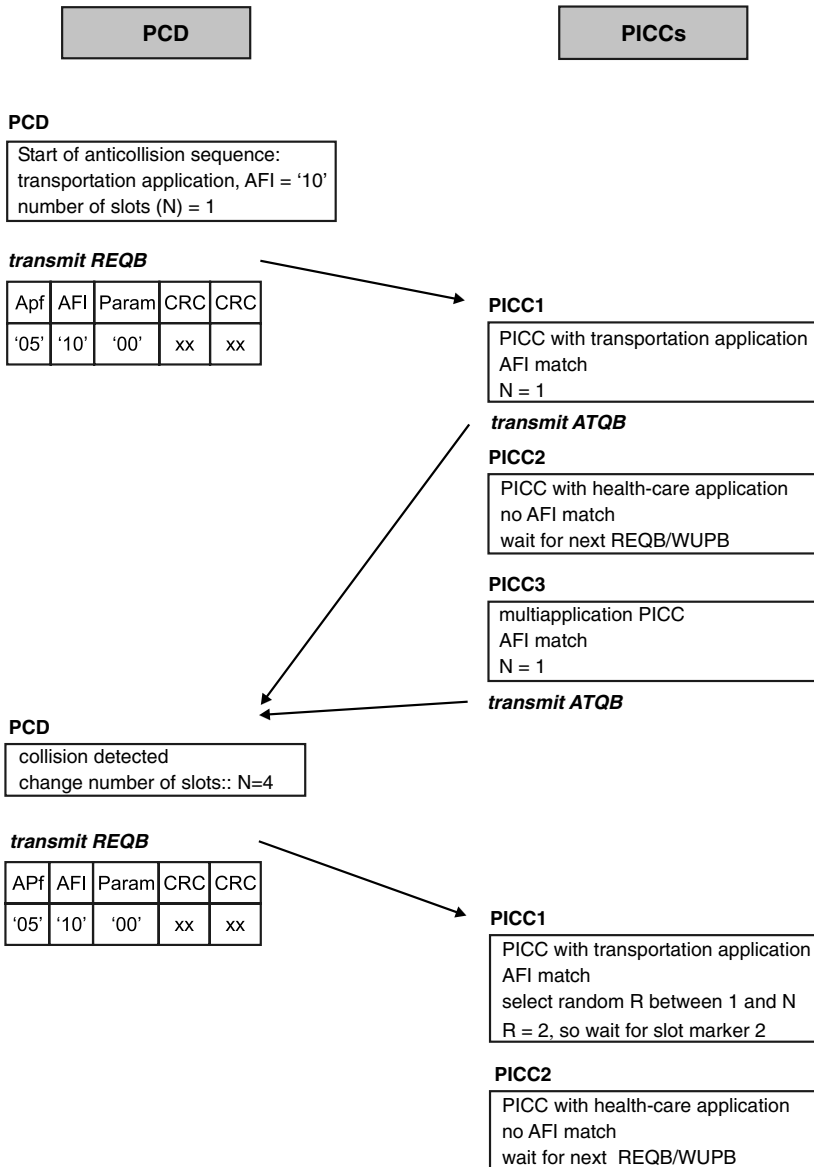 PCD
PICCs
PCD
Start of anticollision sequence:
transportation application, AFI = ‘10’
number of slots (N) = 1
transmit REQB
Apf AFI Param CRC CRC
‘05’ ‘10’ ‘00’ xx xx
PICC1
PICC with transportation application
AFI match
N = 1
transmit ATQB
PICC2
PICC with health-care application
no AFI match
wait for next REQB/WUPB
PICC3
multiapplication PICC
AFI match
N = 1
transmit ATQB
PCD
collision detected
change number of slots:: N=4
transmit REQB
APf AFI Param CRC CRC
‘05’ ‘10’ ‘00’ xx xx
PICC1
PICC with transportation application
AFI match
select random R between 1 and N
R = 2, so wait for slot marker 2
PICC2
PICC with health-care application
no AFI match
wait for next REQB/WUPB